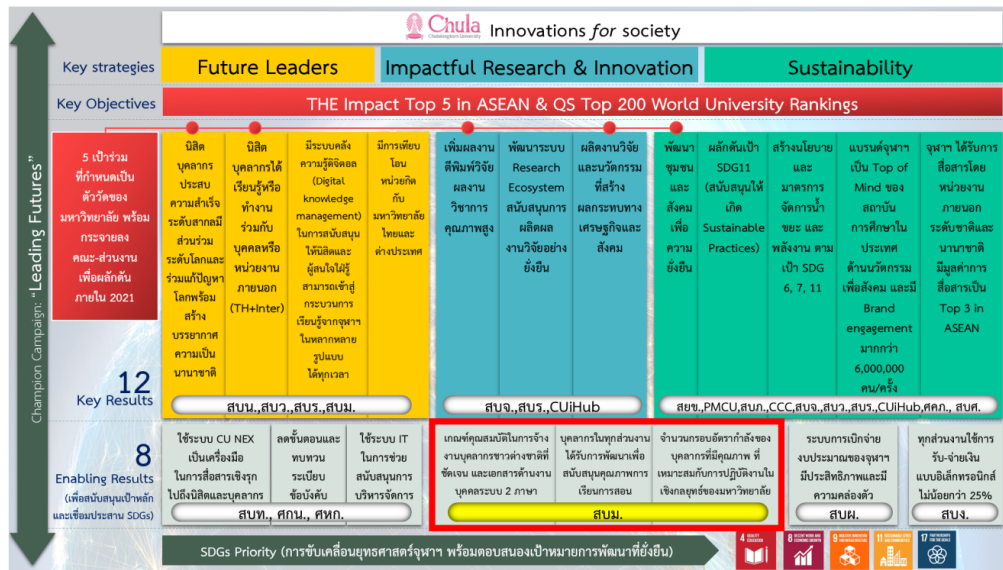 Chula Innovations for society
Chulalongkorn University
Key strategies
Future Leaders
Impactful Research & Innovation
Sustainability
Key Objectives
THE Impact Top 5 in ASEAN & QS Top 200 World University Rankings
Champion Campaign: "Leading Futures"
5 เป้าร่วม
ที่กำหนดเป็น
ตัววัดของ
มหาวิทยาลัย พร้อม
กระจายลง
คณะ-ส่วนงาน
เพื่อผลักดัน
ภายใน 2021
12
Key Results
นิสิต
บุคลากร
ประสบ
ความสำเร็จ
ระดับสากลมี
ส่วนร่วม
ระดับโลกและ
ร่วมแก้ปัญหา
โลกพร้อม
สร้าง
บรรยากาศ
ความเป็น
นานาชาติ
นิสิต
บุคลากรได้
เรียนรู้หรือ
ทำงาน
ร่วมกับ
บุคคลหรือ
หน่วยงาน
ภายนอก
(TH+Inter)
มีระบบคลัง
ความรู้ดิจิตอล
(Digital
knowledge
management)
ในการสนับสนุน
ให้นิสิตและ
ผู้สนใจใฝ่รู้
สามารถเข้าสู่
กระบวนการ
เรียนรู้จากจุฬาฯ
ในหลากหลาย
รูปแบบ
ได้ทุกเวลา
มีการเทียบ
โอน
หน่วยกิต
กับ
มหาวิทยาลัย
ไทยและ
ต่างประเทศ
สบน.,สบว.,สบร.,สบม.
เพิ่มผลงาน
ตีพิมพ์วิจัย
ผลงาน
วิชาการ
คุณภาพสูง
พัฒนาระบบ
Research
Ecosystem
สนับสนุนการ
ผลิตผล
งานวิจัยอย่าง
ยั่งยืน
ผลิตงานวิจัย
และนวัตกรรม
ที่สร้าง
ผลกระทบทาง
เศรษฐกิจและ
สังคม
สบจ.,สบร.,CUiHub
พัฒนา
ชุมชน
และ
สังคม
เพื่อ
ความ
ยั่งยืน
ผลักดันเป้า
SDG11
(สนับสนุนให้
เกิด
Sustainable
Practices)
สร้างนโยบาย
และ
มาตรการ
จัดการน้ำ
ขยะ และ
พลังงาน ตาม
เป้า SDG
6, 7, 11
แบรนด์จุฬาฯ
เป็น Top of
Mind ของ
สถาบัน
การศึกษาใน
ประเทศ
ด้านนวัตกรรม
เพื่อสังคม และมี
Brand
engagement
มากกว่า
6,000,000
คน/ครั้ง
จุฬาฯ ได้รับการ
สื่อสารโดย
หน่วยงาน
ภายนอก
ระดับชาติและ
นานาชาติ
มีมูลค่าการ
สื่อสารเป็น
Top 3 in
ASEAN
สยข.,PMCU,สบภ.,CCC,สบจ.,สบว.,สบร.,CUiHub,ศคภ., สบศ.
8
Enabling Results
(เพื่อสนับสนุนเป้าหลัก
และเชื่อมประสาน SDGs)
ใช้ระบบ CU NEX
เป็นเครื่องมือ
ในการสื่อสารเชิงรุก
ไปถึงนิสิตและบุคลากร
ลดขั้นตอนและ
ทบทวน
ระเบียบ
ข้อบังคับ
ใช้ระบบ IT
ในการช่วย
สนับสนุนการ
บริหารจัดการ
สบท., ศกน., ศหก.
เกณฑ์คุณสมบัติในการจ้าง
งานบุคลากรชาวต่างชาติที่
ชัดเจน และเอกสารด้านงาน
บุคคลระบบ 2 ภาษา
บุคลากรในทุกส่วนงาน
ได้รับการพัฒนาเพื่อ
สนับสนุนคุณภาพการ
เรียนการสอน
จำนวนกรอบอัตรากำลังของ
บุคลากรที่มีคุณภาพ ที่
เหมาะสมกับการปฏิบัติงานใน
เชิงกลยุทธ์ของมหาวิทยาลัย
สบม.
ระบบการเบิกจ่าย
งบประมาณของจุฬาฯ
มีประสิทธิภาพและมี
ความคล่องตัว
สบผ.
ทุกส่วนงานใช้การ
รับ-จ่ายเงิน
แบบอิเล็กทรอนิกส์
ไม่น้อยกว่า 25%
สบง.
SDGs Priority (การขับเคลื่อนยุทธศาสตร์จุฬาฯ พร้อมตอบสนองเป้าหมายการพัฒนาที่ยั่งยืน)
4 QUALITY EDUCATION
8 DECENT WORK AND ECONOMIC GROWTH
9 INDUSTRY, INNOVATION AND INFRASTRUCTURE
11 SUSTAINABLE CITIES AND COMMUNITIES
17 PARTNERSHIPS FOR THE GOALS